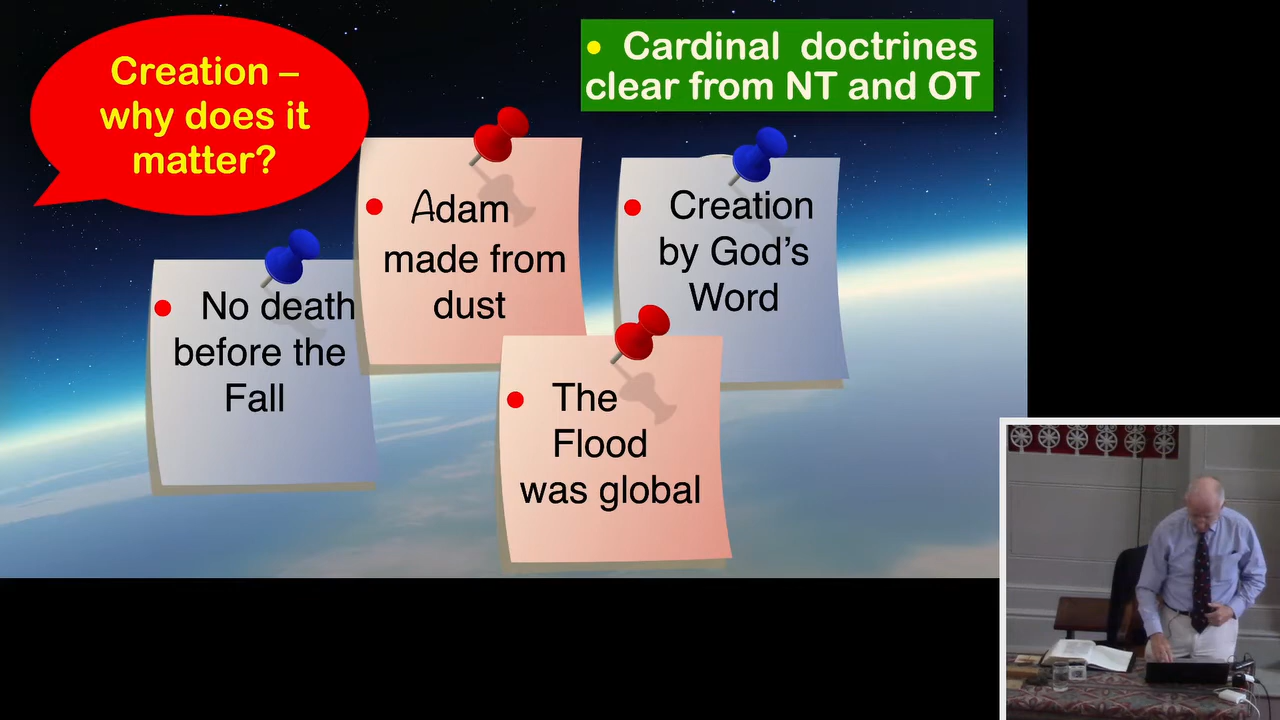 Creation –
why does it
matter?
• Cardinal doctrines
clear from NT and OT
• No death
before the
Fall
• Adam
made from
dust
• Creation
by God's
Word
• The
Flood
was global